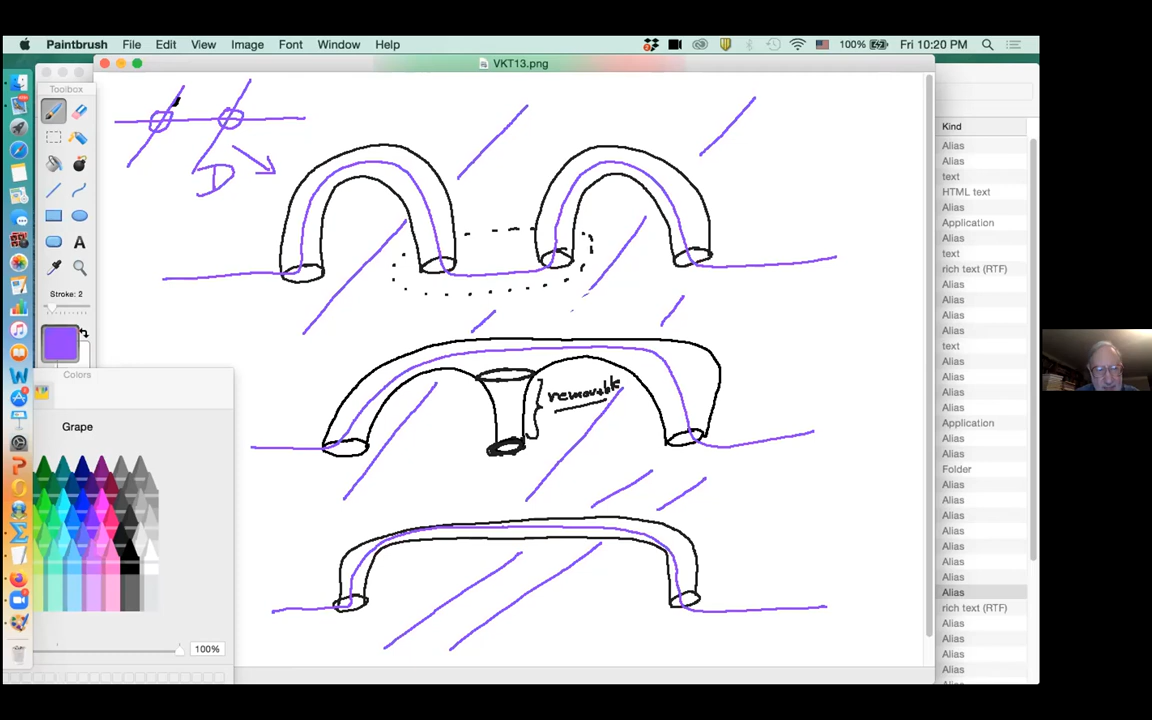 Paintbrush File Edit View Image Font Window Help
100% Fri 10:20 PM
VKT13.png
Toolbox
A
Stroke: 2
Colors
Grape
100%
D
removable
Kind
Alias
Alias
text
HTML text
Alias
Application
Alias
text
rich text (RTF)
Alias
Alias
Alias
Alias
text
Alias
Alias
Alias
Alias
Application
Alias
Alias
Folder
Alias
Alias
Alias
Alias
Alias
Alias
Alias
Alias
rich text (RTF)
Alias
Alias
Alias
Alias